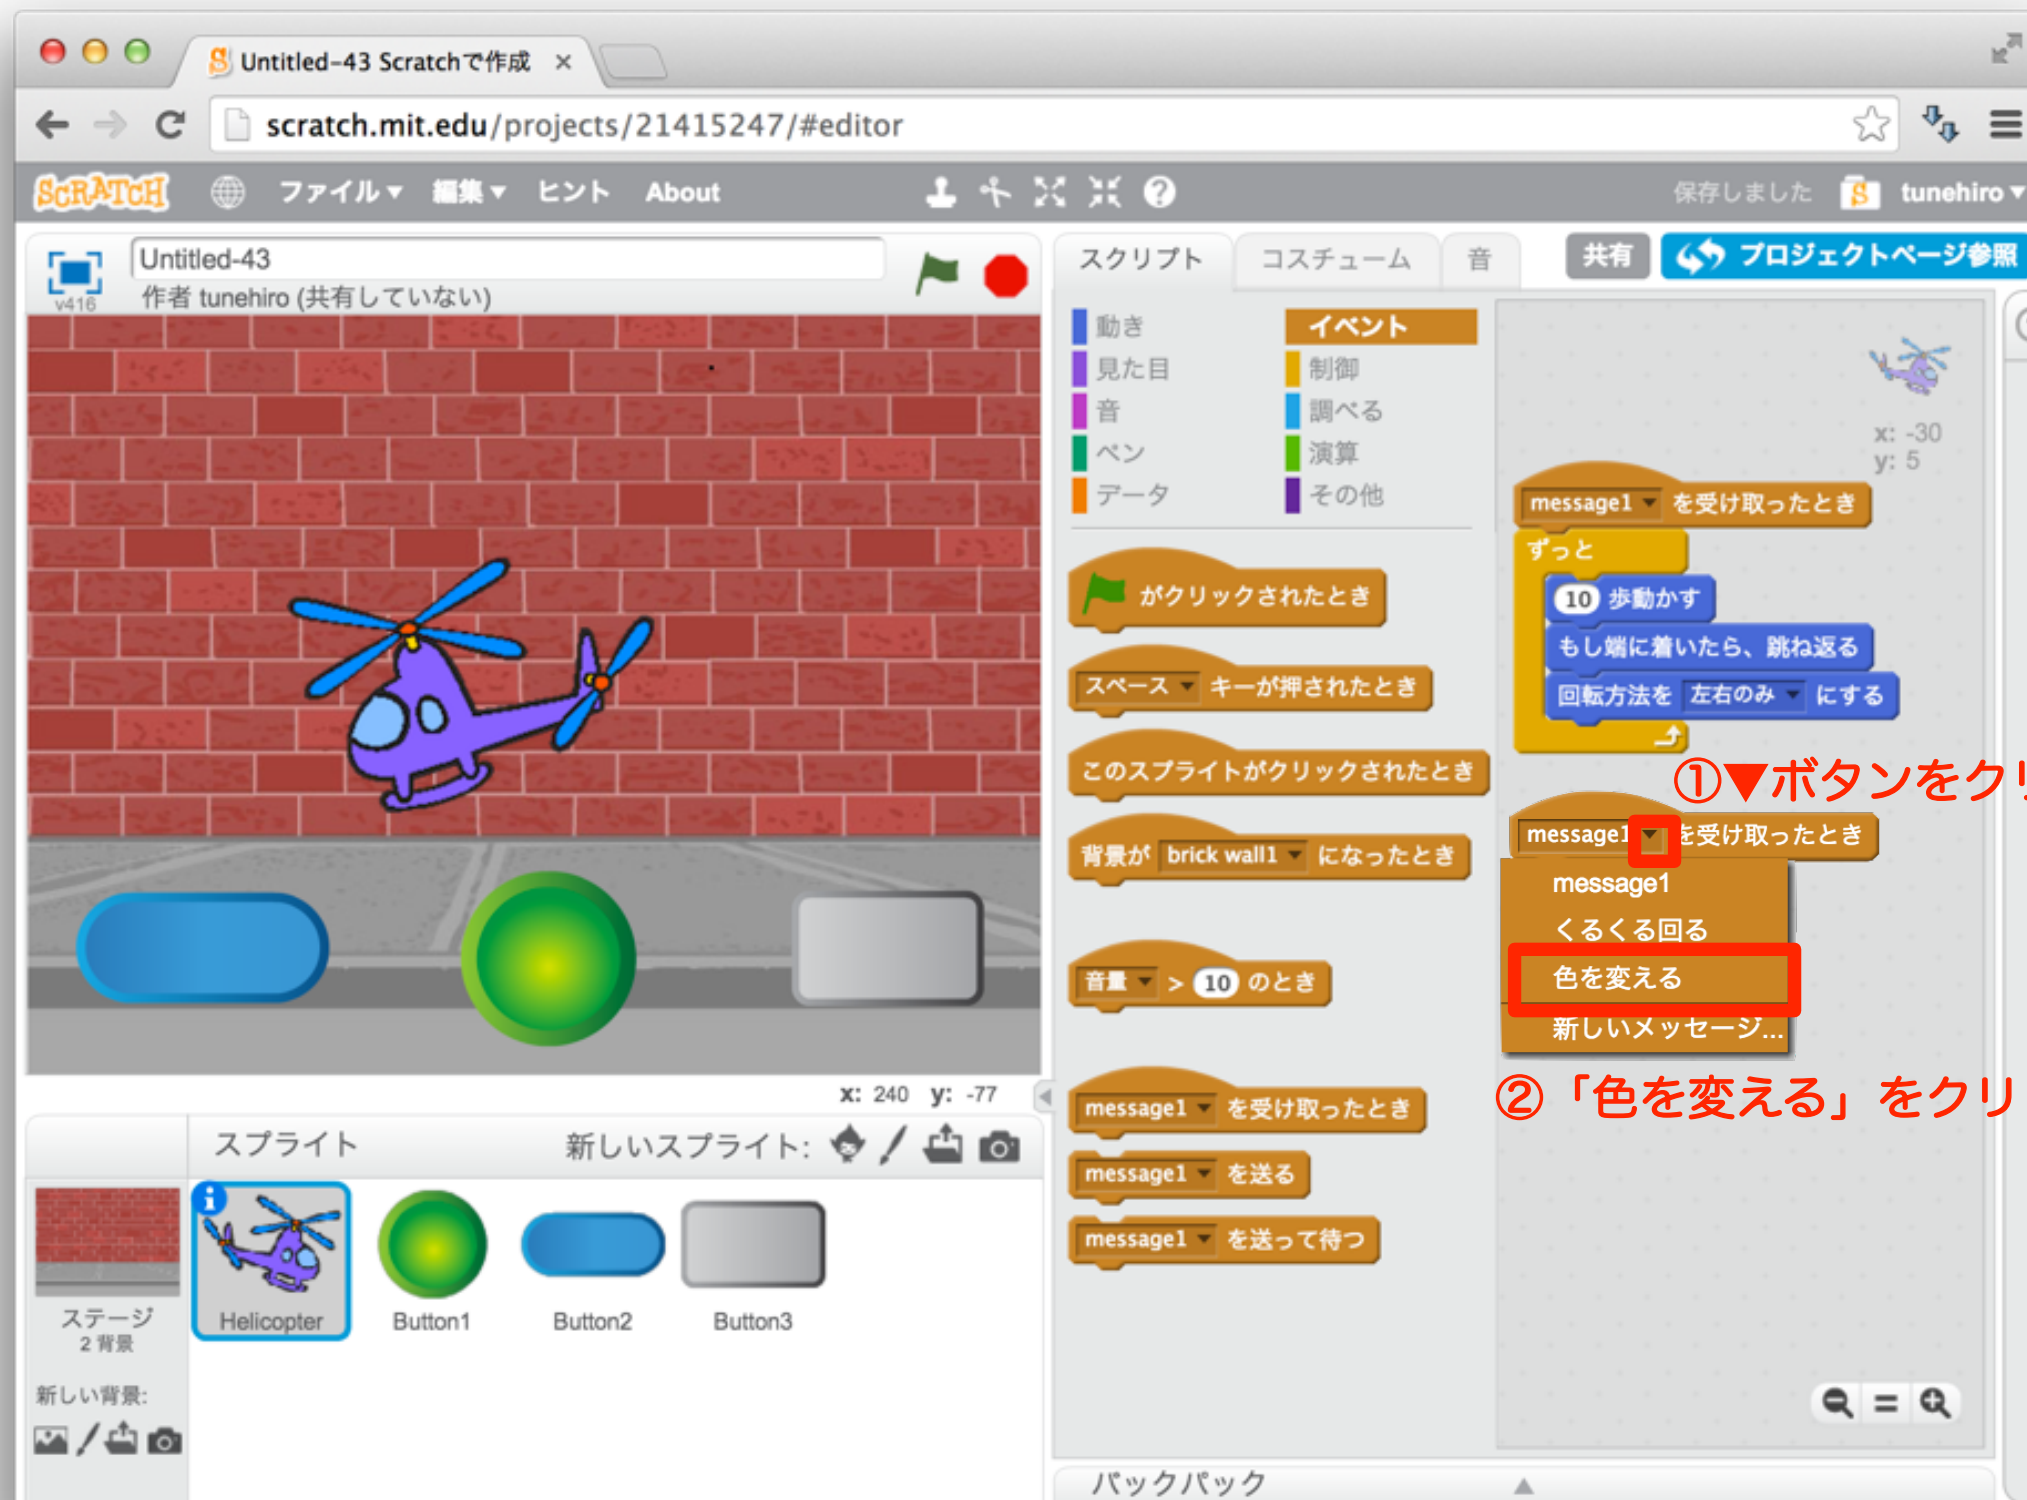 Untitled-43 Scratchで作成 ×
scratch.mit.edu/projects/21415247/#editor
SCRATCH ファイル▼ 編集▼ ヒント About 保存しました tunehiro▼
Untitled-43
作者 tunehiro (共有していない)
v416
スクリプト コスチューム 音 共有 プロジェクトページ参照
動き イベント
見た目 制御
音 調べる
ペン 演算
データ その他
x: -30
y: 5
がクリックされたとき
スペース▼ キーが押されたとき
このスプライトがクリックされたとき
背景が brick wall1▼ になったとき
音量▼ > 10 のとき
message1▼ を受け取ったとき
message1▼ を送る
message1▼ を送って待つ
message1▼ を受け取ったとき
ずっと
10 歩動かす
もし端に着いたら、跳ね返る
回転方法を 左右のみ▼ にする
①▼ボタンをクリ
message1▼ を受け取ったとき
message1
くるくる回る
色を変える
新しいメッセージ...
②「色を変える」をクリ
x: 240 y: -77
スプライト 新しいスプライト:
ステージ
2 背景
Helicopter Button1 Button2 Button3
新しい背景:
バックパック